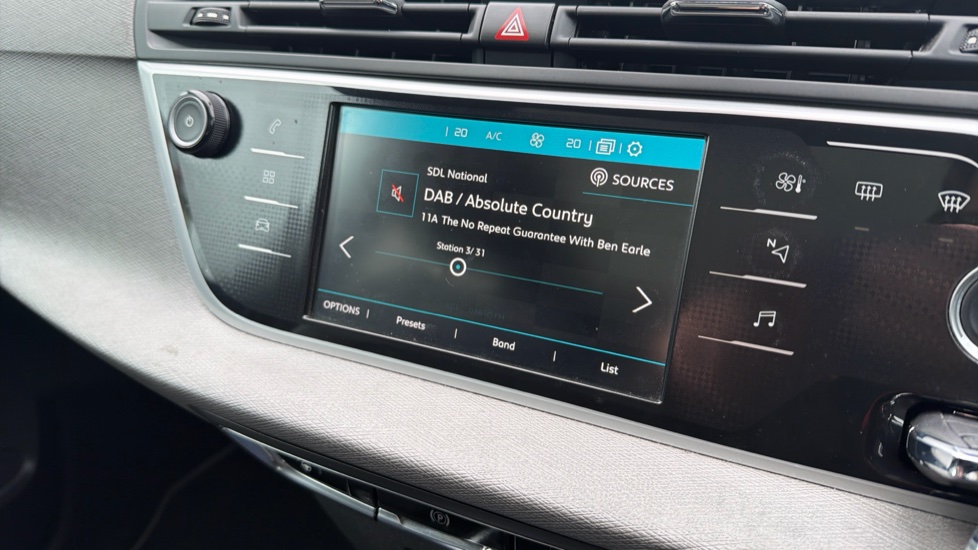 20 A/C 20
SDL National
SOURCES
DAB / Absolute Country
11A The No Repeat Guarantee With Ben Earle
Station 3/ 31
OPTIONS | Presets | Band | List
N
P